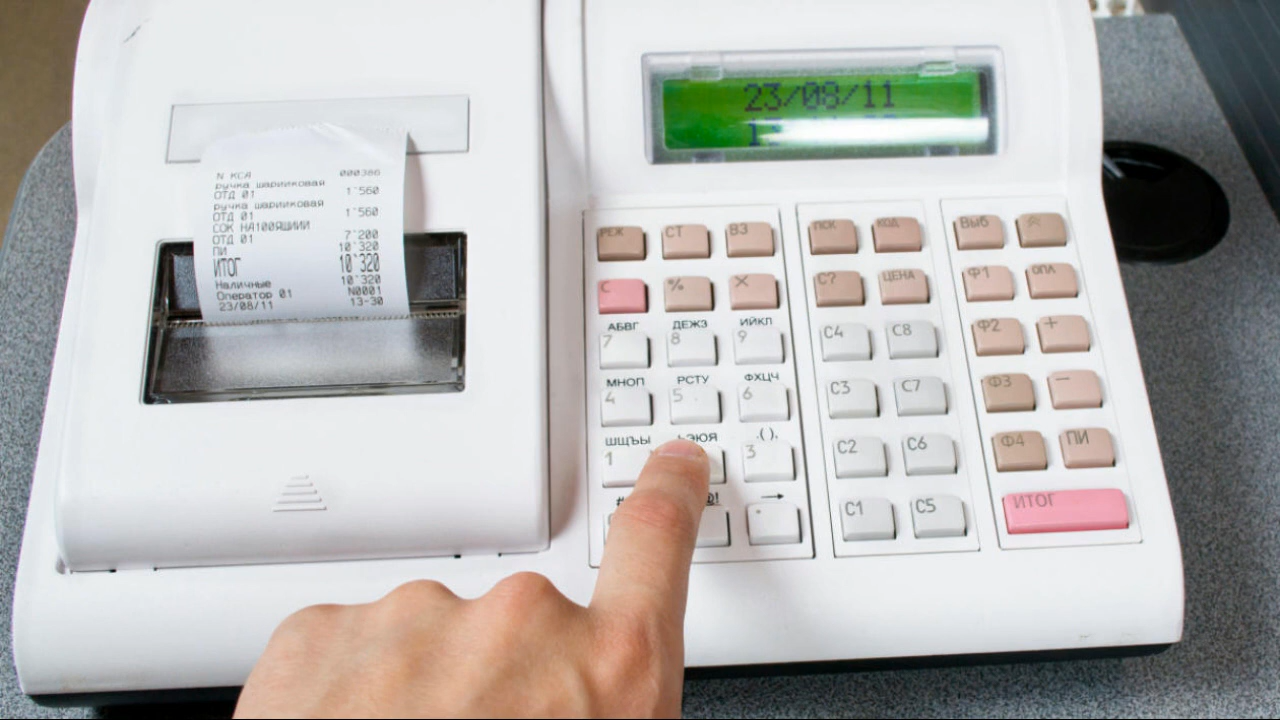 N КСА 000386
ручка шариковая
ОТД 01 1`560
ручка шариковая
ОТД 01 1`560
СОК НА100ЯЩИЙ
ОТД 01 7`200
ПИ 10`320
ИТОГ 10`320
Наличные 10`320
Оператор 01 N0001
23/08/11 13-30
23/08/11
РЕЖ СТ ВЗ ПСК КОД Выб
С % X С? ЦЕНА Ф1 ОПЛ
АБВГ ДЕЖЗ ИЙКЛ
7 8 9 С4 С8 Ф2 +
МНОП РСТУ ФХЦЧ
4 5 6 С3 С7 Ф3 −
ШЩЪЫ ЬЭЮЯ .(),
1 3 С2 С6 Ф4 ПИ
# @! →
. С1 С5 ИТОГ